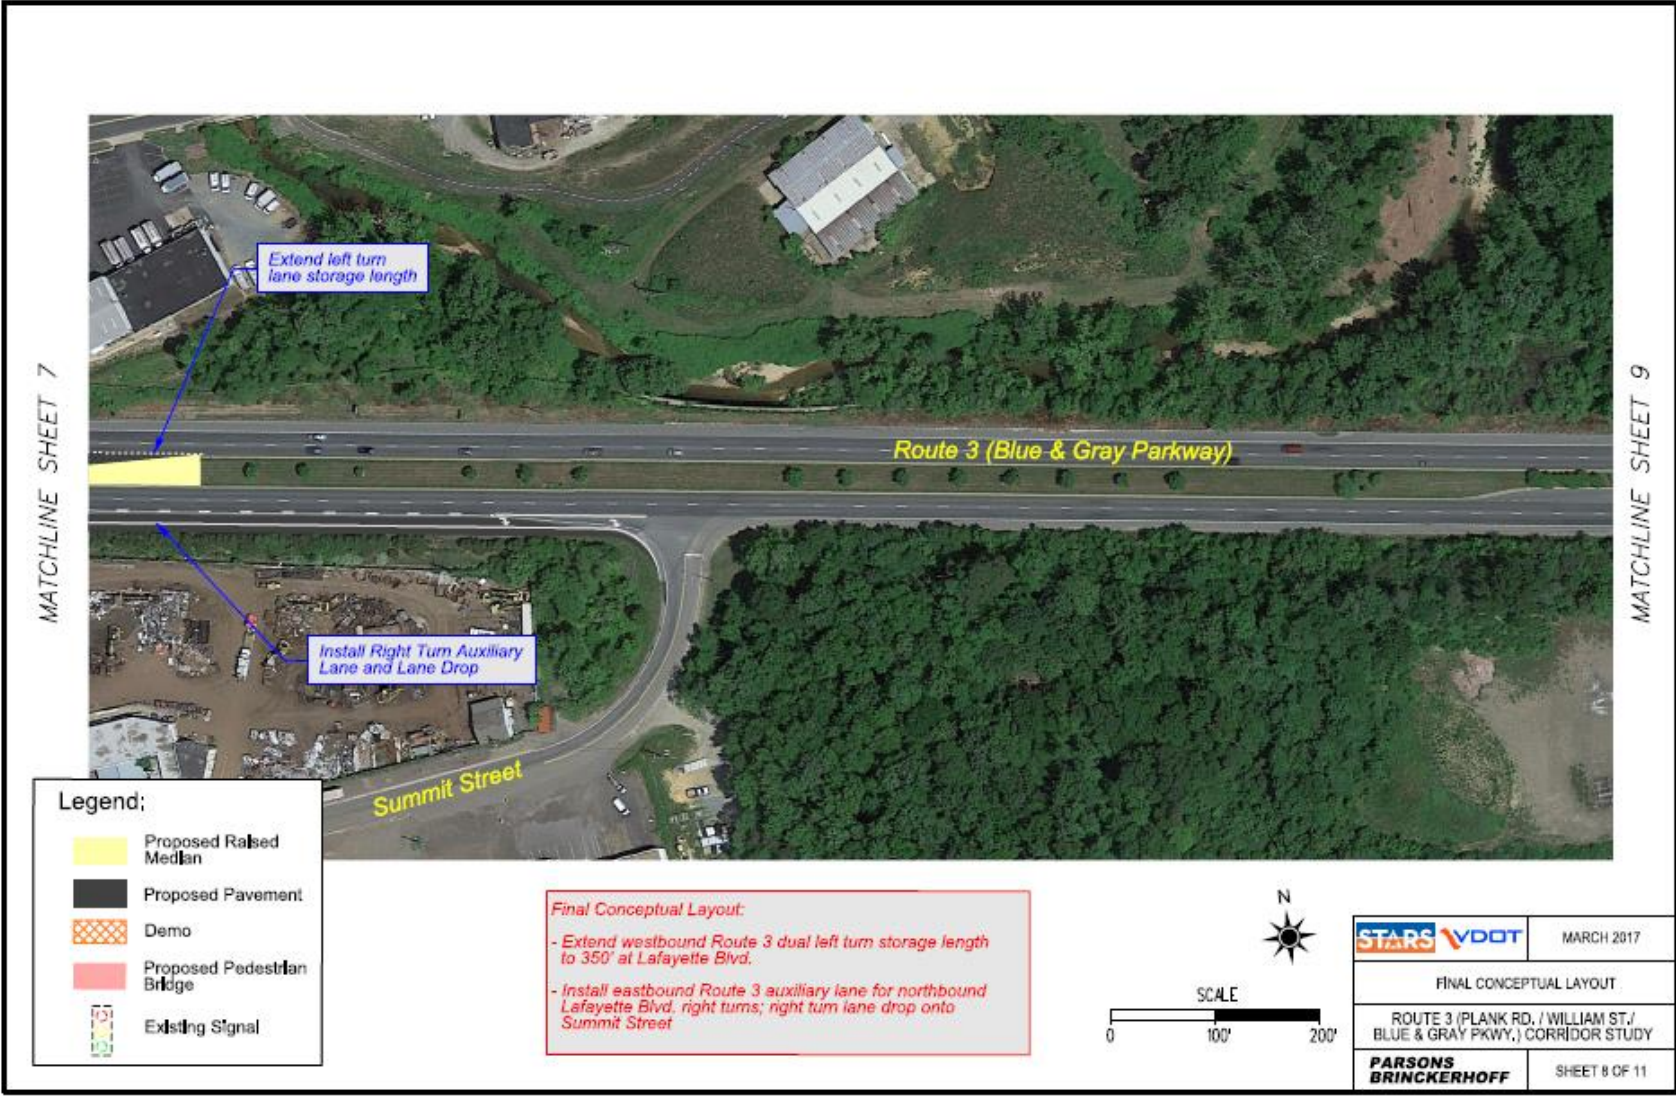 Extend left turn
lane storage length
MATCHLINE SHEET 7
Route 3 (Blue & Gray Parkway)
MATCHLINE SHEET 9
Install Right Turn Auxiliary
Lane and Lane Drop
Summit Street
Legend:
Proposed Raised
Median
Proposed Pavement
Demo
Proposed Pedestrian
Bridge
Existing Signal
Final Conceptual Layout:
- Extend westbound Route 3 dual left turn storage length
to 350' at Lafayette Blvd.
- Install eastbound Route 3 auxiliary lane for northbound
Lafayette Blvd. right turns; right turn lane drop onto
Summit Street
N
SCALE
0 100' 200'
STARS VDOT
MARCH 2017
FINAL CONCEPTUAL LAYOUT
ROUTE 3 (PLANK RD. / WILLIAM ST./
BLUE & GRAY PKWY.) CORRIDOR STUDY
PARSONS
BRINCKERHOFF
SHEET 8 OF 11